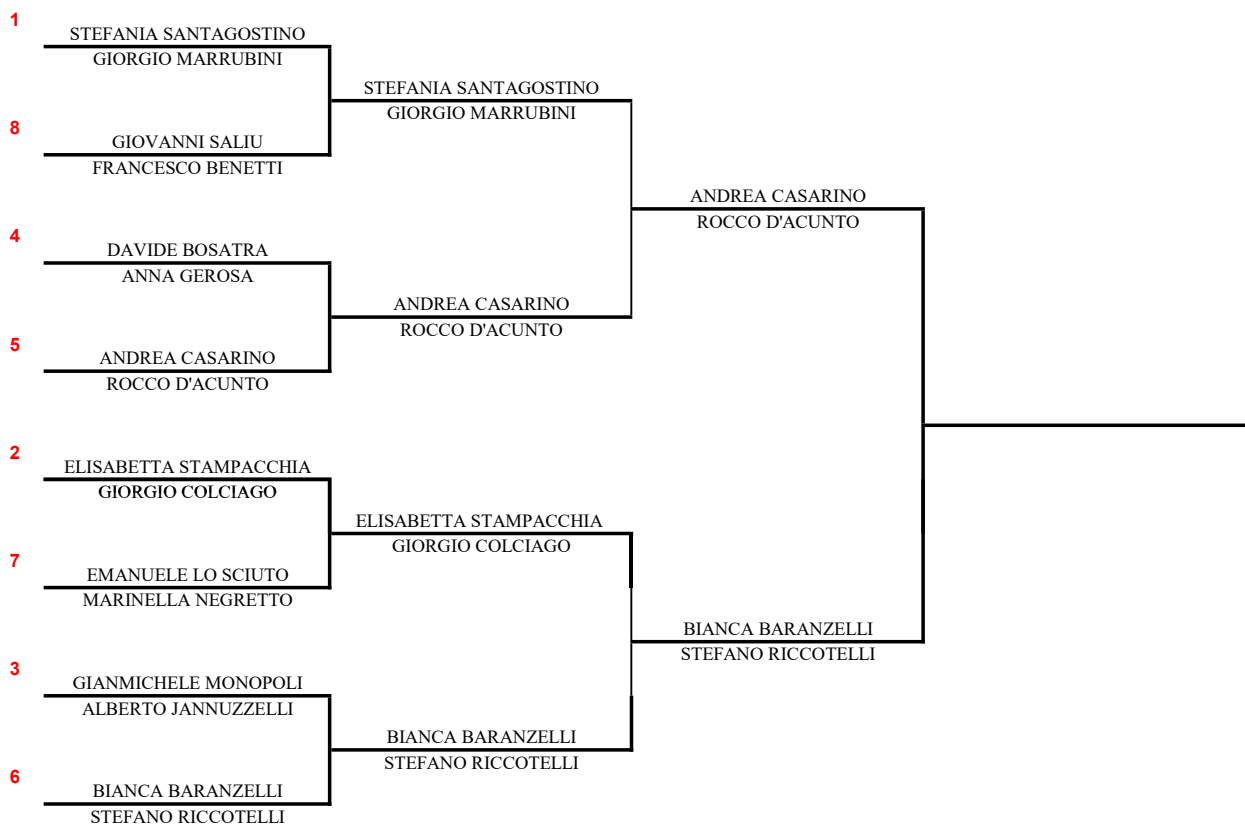 1
STEFANIA SANTAGOSTINO
GIORGIO MARRUBINI
STEFANIA SANTAGOSTINO
GIORGIO MARRUBINI
8
GIOVANNI SALIU
FRANCESCO BENETTI
ANDREA CASARINO
ROCCO D'ACUNTO
4
DAVIDE BOSATRA
ANNA GEROSA
ANDREA CASARINO
ROCCO D'ACUNTO
5
ANDREA CASARINO
ROCCO D'ACUNTO
2
ELISABETTA STAMPACCHIA
GIORGIO COLCIAGO
ELISABETTA STAMPACCHIA
GIORGIO COLCIAGO
7
EMANUELE LO SCIUTO
MARINELLA NEGRETTO
BIANCA BARANZELLI
STEFANO RICCOTELLI
3
GIANMICHELE MONOPOLI
ALBERTO JANNUZZELLI
BIANCA BARANZELLI
STEFANO RICCOTELLI
6
BIANCA BARANZELLI
STEFANO RICCOTELLI